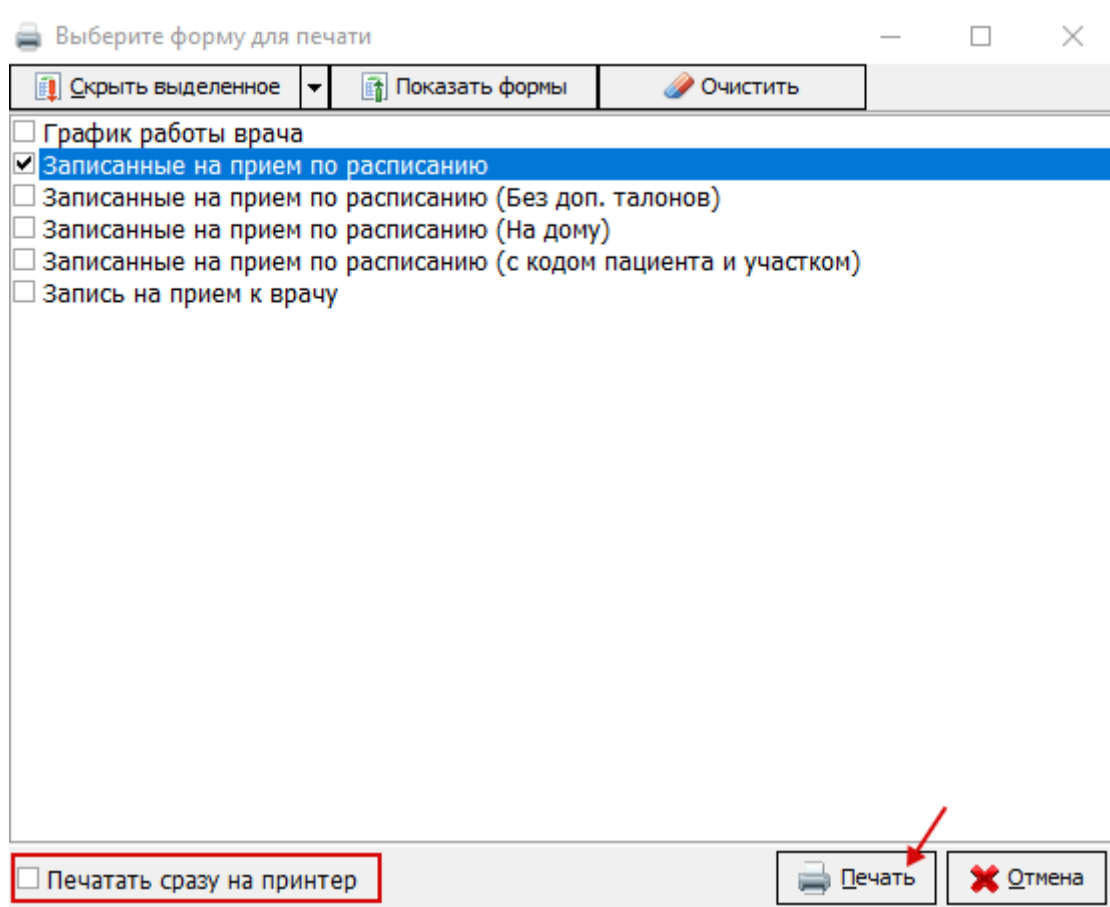 Выберите форму для печати
Скрыть выделенное Показать формы Очистить
График работы врача
Записанные на прием по расписанию
Записанные на прием по расписанию (Без доп. талонов)
Записанные на прием по расписанию (На дому)
Записанные на прием по расписанию (с кодом пациента и участком)
Запись на прием к врачу
Печатать сразу на принтер Печать Отмена